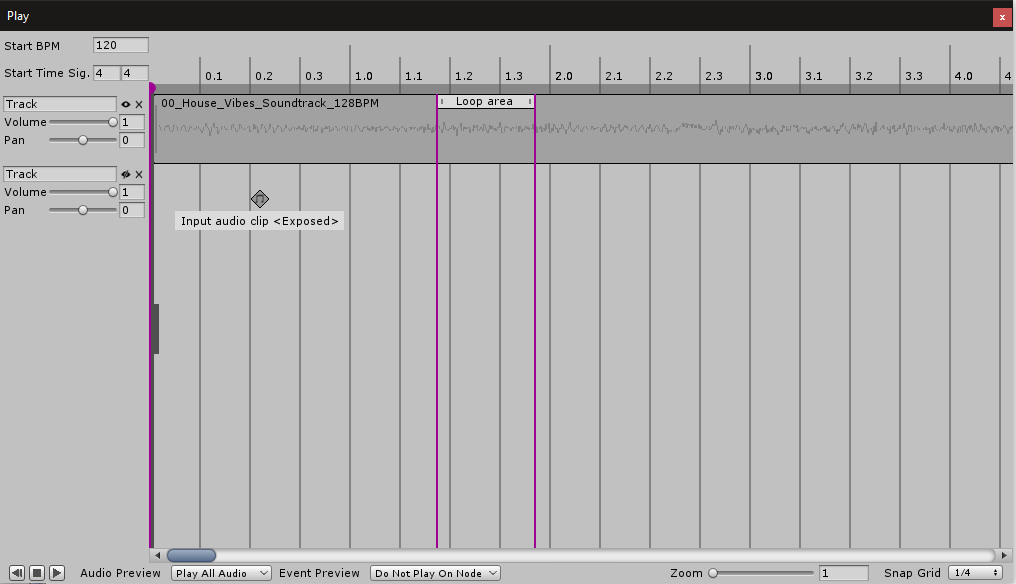 Play
x
Start BPM 120
Start Time Sig. 4 4
0.1 0.2 0.3 1.0 1.1 1.2 1.3 2.0 2.1 2.2 2.3 3.0 3.1 3.2 3.3 4.0 4
Track
00_House_Vibes_Soundtrack_128BPM
Loop area
Volume 1
Pan 0
Track
Volume 1
Pan 0
Input audio clip <Exposed>
Audio Preview Play All Audio Event Preview Do Not Play On Node Zoom 1 Snap Grid 1/4